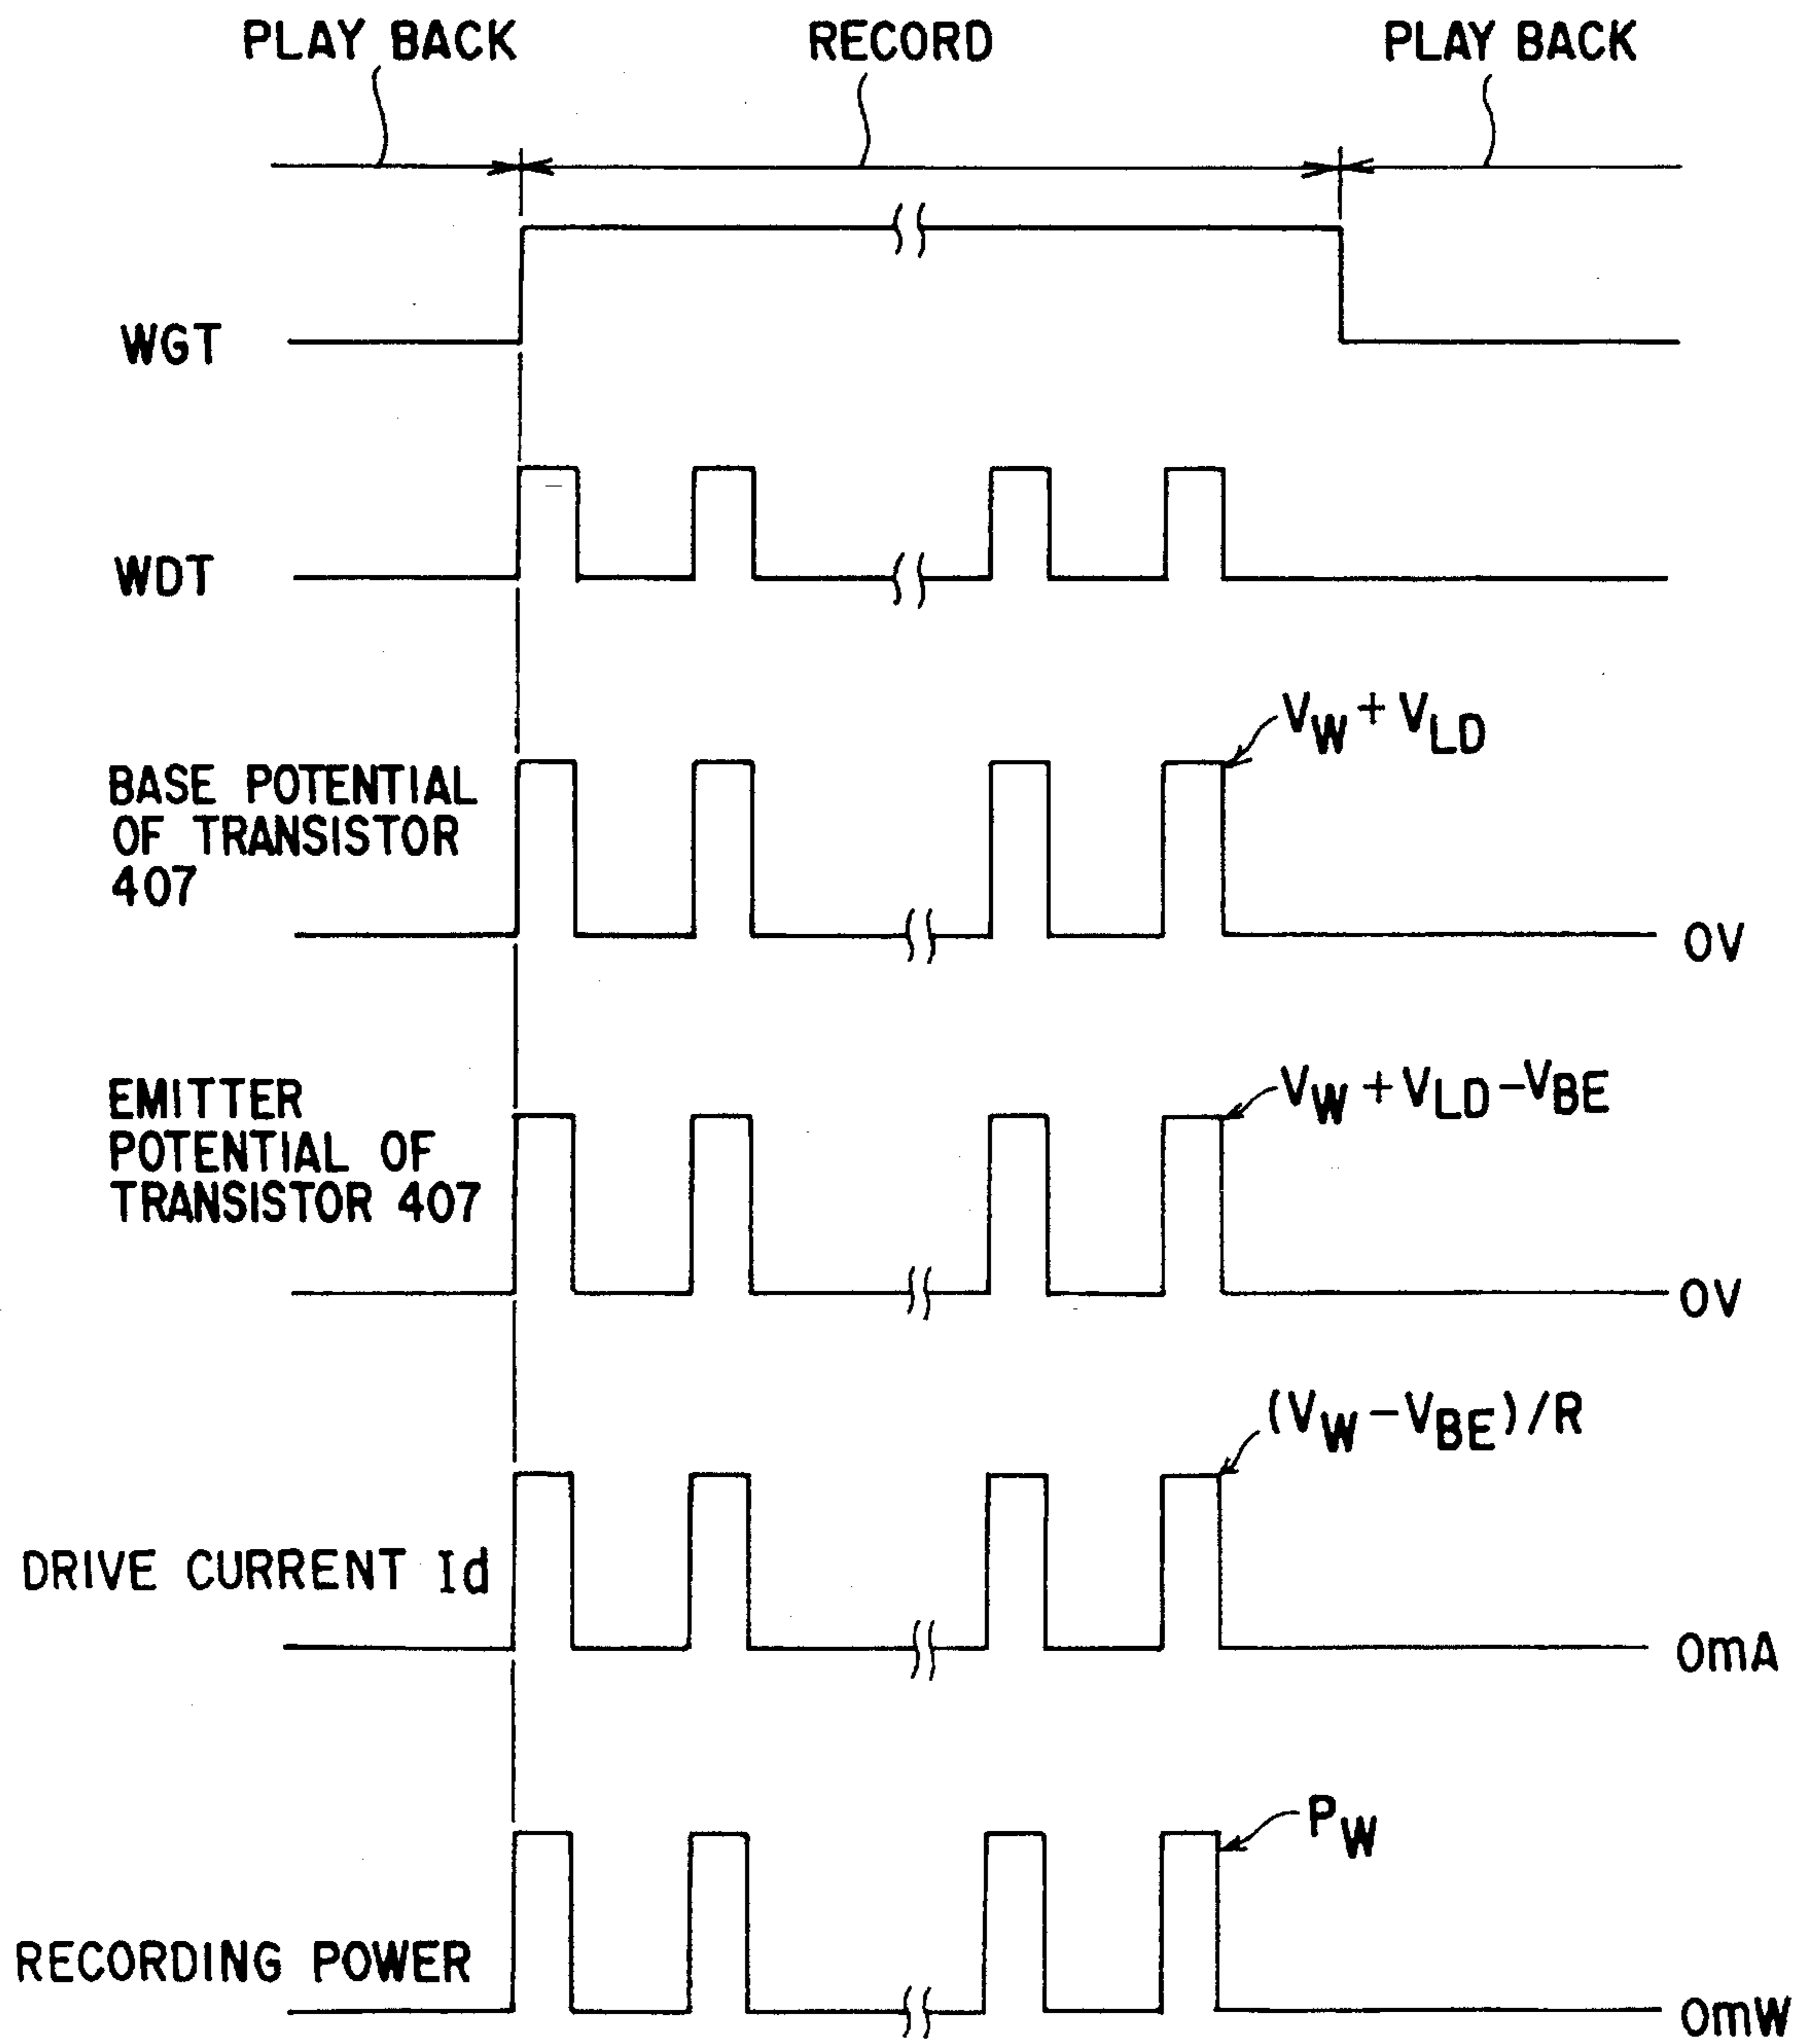 PLAY BACK
RECORD
PLAY BACK
WGT
WDT
VW + VLD
BASE POTENTIAL
OF TRANSISTOR
407
0V
VW + VLD - VBE
EMITTER
POTENTIAL OF
TRANSISTOR 407
0V
(VW - VBE)/R
DRIVE CURRENT Id
0mA
PW
RECORDING POWER
0mW